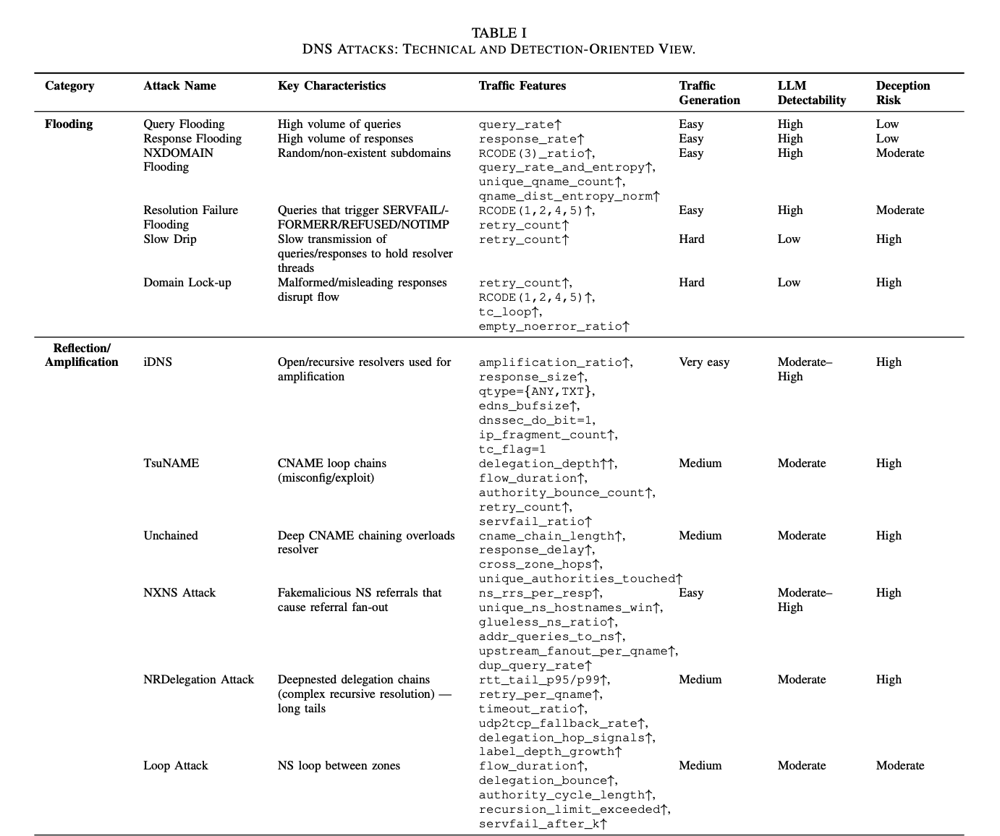 TABLE I
DNS ATTACKS: TECHNICAL AND DETECTION-ORIENTED VIEW.
Category Attack Name Key Characteristics Traffic Features Traffic LLM Deception
Generation Detectability Risk
Flooding Query Flooding High volume of queries query_rate↑ Easy High Low
Response Flooding High volume of responses response_rate↑ Easy High Low
NXDOMAIN Random/non-existent subdomains RCODE(3)_ratio↑, Easy High Moderate
Flooding query_rate_and_entropy↑,
unique_qname_count↑,
qname_dist_entropy_norm↑
Resolution Failure Queries that trigger SERVFAIL/- RCODE(1,2,4,5)↑, Easy High Moderate
Flooding FORMERR/REFUSED/NOTIMP retry_count↑
Slow Drip Slow transmission of retry_count↑ Hard Low High
queries/responses to hold resolver
threads
Domain Lock-up Malformed/misleading responses retry_count↑, Hard Low High
disrupt flow RCODE(1,2,4,5)↑,
tc_loop↑,
empty_noerror_ratio↑
Reflection/
Amplification iDNS Open/recursive resolvers used for amplification_ratio↑, Very easy Moderate– High
amplification response_size↑, High
qtype={ANY,TXT},
edns_bufsize↑,
dnssec_do_bit=1,
ip_fragment_count↑,
tc_flag=1
TsuNAME CNAME loop chains delegation_depth↑↑, Medium Moderate High
(misconfig/exploit) flow_duration↑,
authority_bounce_count↑,
retry_count↑,
servfail_ratio↑
Unchained Deep CNAME chaining overloads cname_chain_length↑, Medium Moderate High
resolver response_delay↑,
cross_zone_hops↑,
unique_authorities_touched↑
NXNS Attack Fakemalicious NS referrals that ns_rrs_per_resp↑, Easy Moderate– High
cause referral fan-out unique_ns_hostnames_win↑, High
glueless_ns_ratio↑,
addr_queries_to_ns↑,
upstream_fanout_per_qname↑,
dup_query_rate↑
NRDelegation Attack Deepnested delegation chains rtt_tail_p95/p99↑, Medium Moderate High
(complex recursive resolution) — retry_per_qname↑,
long tails timeout_ratio↑,
udp2tcp_fallback_rate↑,
delegation_hop_signals↑,
label_depth_growth↑
Loop Attack NS loop between zones flow_duration↑, Medium Moderate Moderate
delegation_bounce↑,
authority_cycle_length↑,
recursion_limit_exceeded↑,
servfail_after_k↑